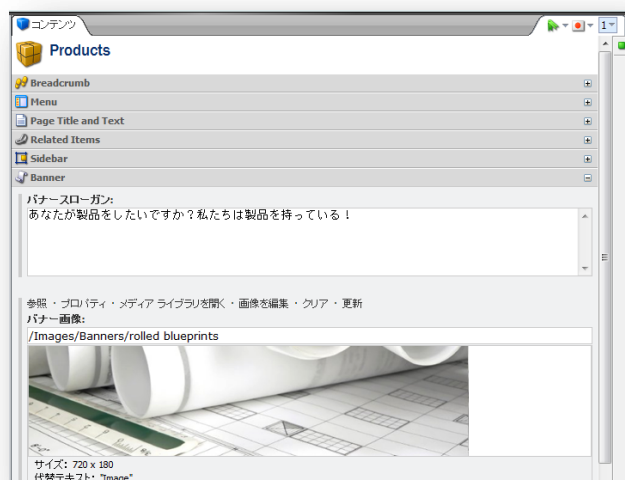 コンテンツ
1
Products
Breadcrumb
Menu
Page Title and Text
Related Items
Sidebar
Banner
バナースローガン:
あなたが製品をしたいですか?私たちは製品を持っている!
参照 ・ プロパティ ・ メディア ライブラリを開く ・ 画像を編集 ・ クリア ・ 更新
バナー画像:
/Images/Banners/rolled blueprints
サイズ: 720 x 180
代替テキスト: "Image"